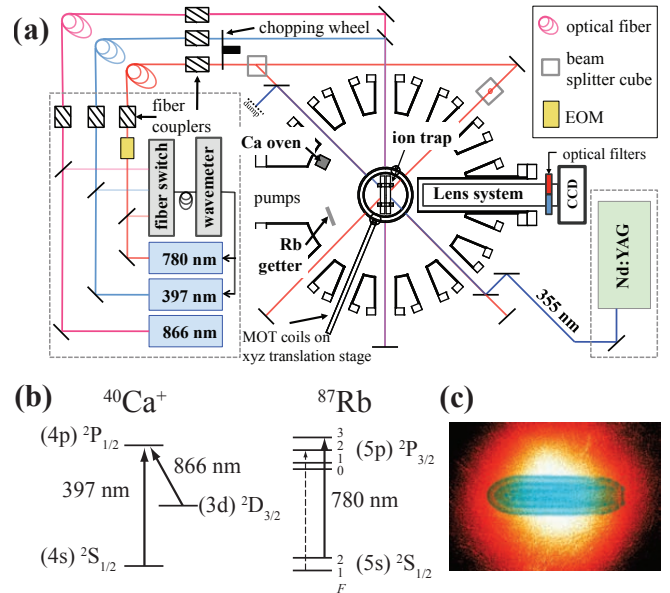 (a)
chopping wheel
optical fiber
beam
splitter cube
EOM
fiber
couplers
dump
Ca oven
ion trap
optical filters
fiber switch
wavemeter
pumps
Lens system
CCD
Rb
getter
Nd:YAG
780 nm
397 nm
866 nm
355 nm
MOT coils on
xyz translation stage
(b)
⁴⁰Ca⁺
⁸⁷Rb
(c)
(4p) ²P₁/₂
866 nm
397 nm
(3d) ²D₃/₂
(4s) ²S₁/₂
3
2
1
0
(5p) ²P₃/₂
780 nm
2
1
(5s) ²S₁/₂
F